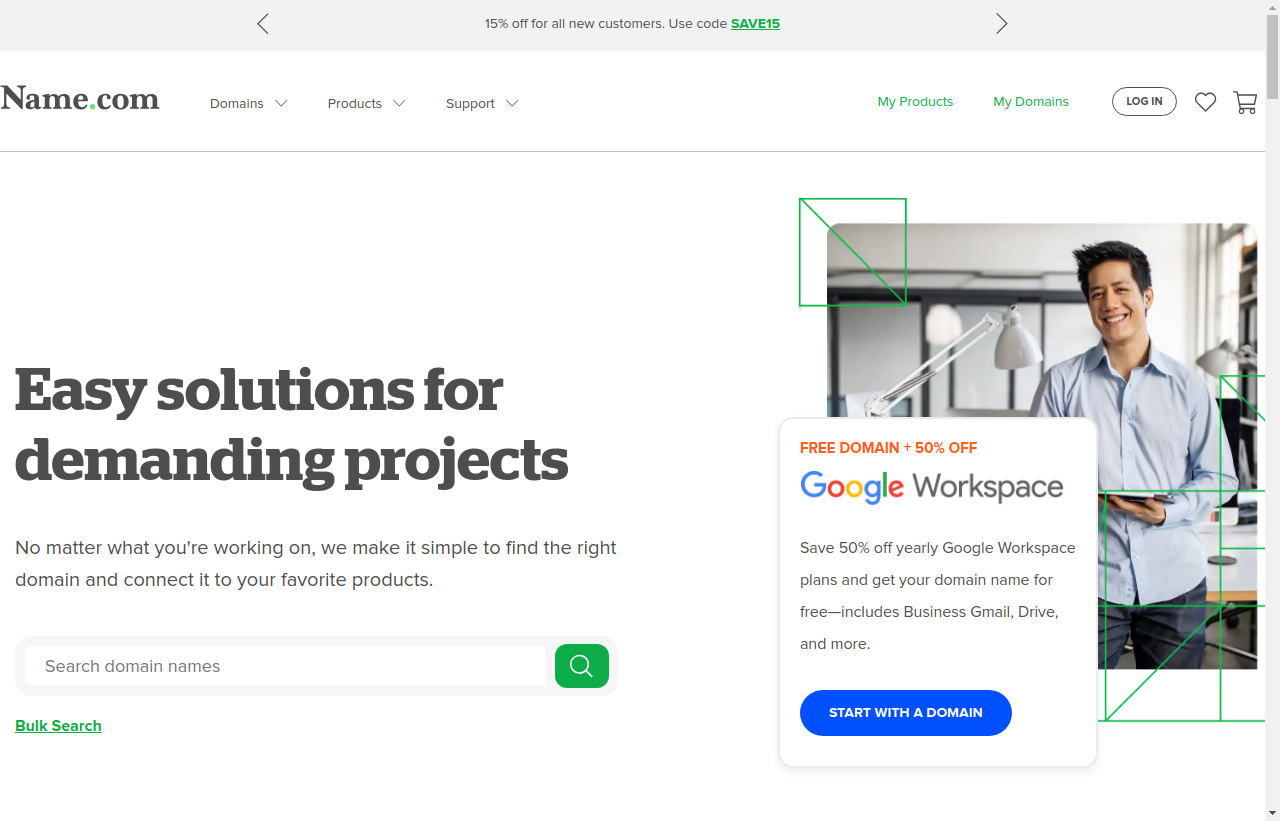 15% off for all new customers. Use code SAVE15
Name.com
Domains
Products
Support
My Products
My Domains
LOG IN
Easy solutions for
demanding projects
No matter what you're working on, we make it simple to find the right
domain and connect it to your favorite products.
Search domain names
Bulk Search
FREE DOMAIN + 50% OFF
Google Workspace
Save 50% off yearly Google Workspace
plans and get your domain name for
free—includes Business Gmail, Drive,
and more.
START WITH A DOMAIN